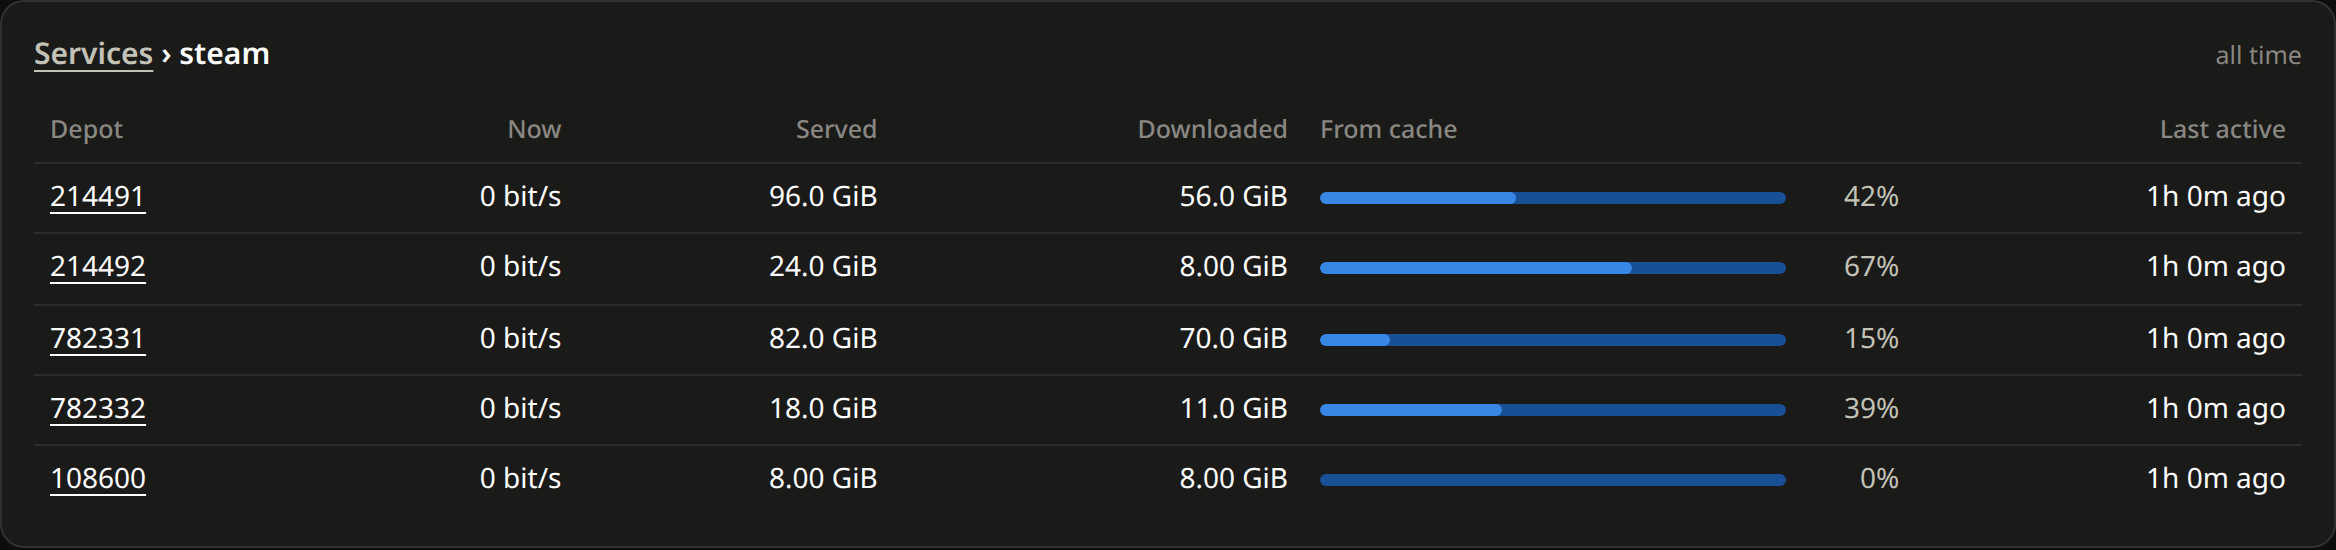 Services › steam all time
Depot Now Served Downloaded From cache Last active
214491 0 bit/s 96.0 GiB 56.0 GiB 42% 1h 0m ago
214492 0 bit/s 24.0 GiB 8.00 GiB 67% 1h 0m ago
782331 0 bit/s 82.0 GiB 70.0 GiB 15% 1h 0m ago
782332 0 bit/s 18.0 GiB 11.0 GiB 39% 1h 0m ago
108600 0 bit/s 8.00 GiB 8.00 GiB 0% 1h 0m ago